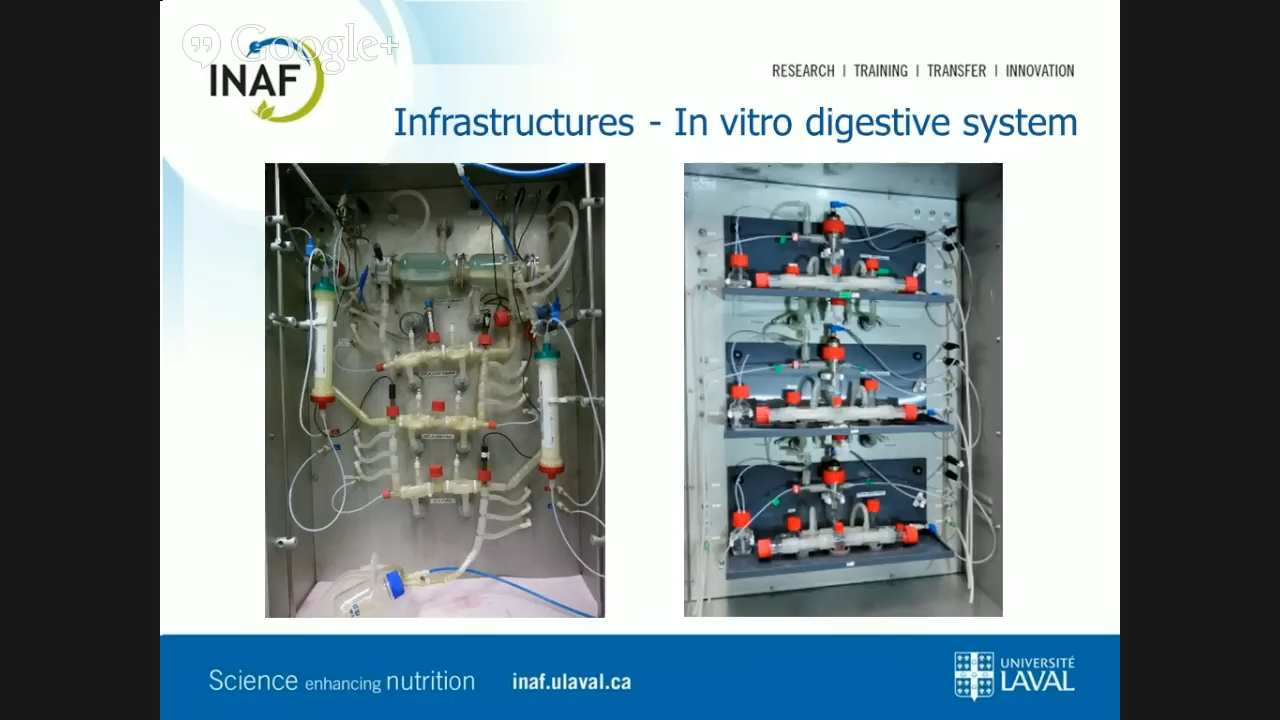 Google+
INAF
RESEARCH | TRAINING | TRANSFER | INNOVATION
Infrastructures - In vitro digestive system
Science enhancing nutrition
inaf.ulaval.ca
UNIVERSITÉ
LAVAL